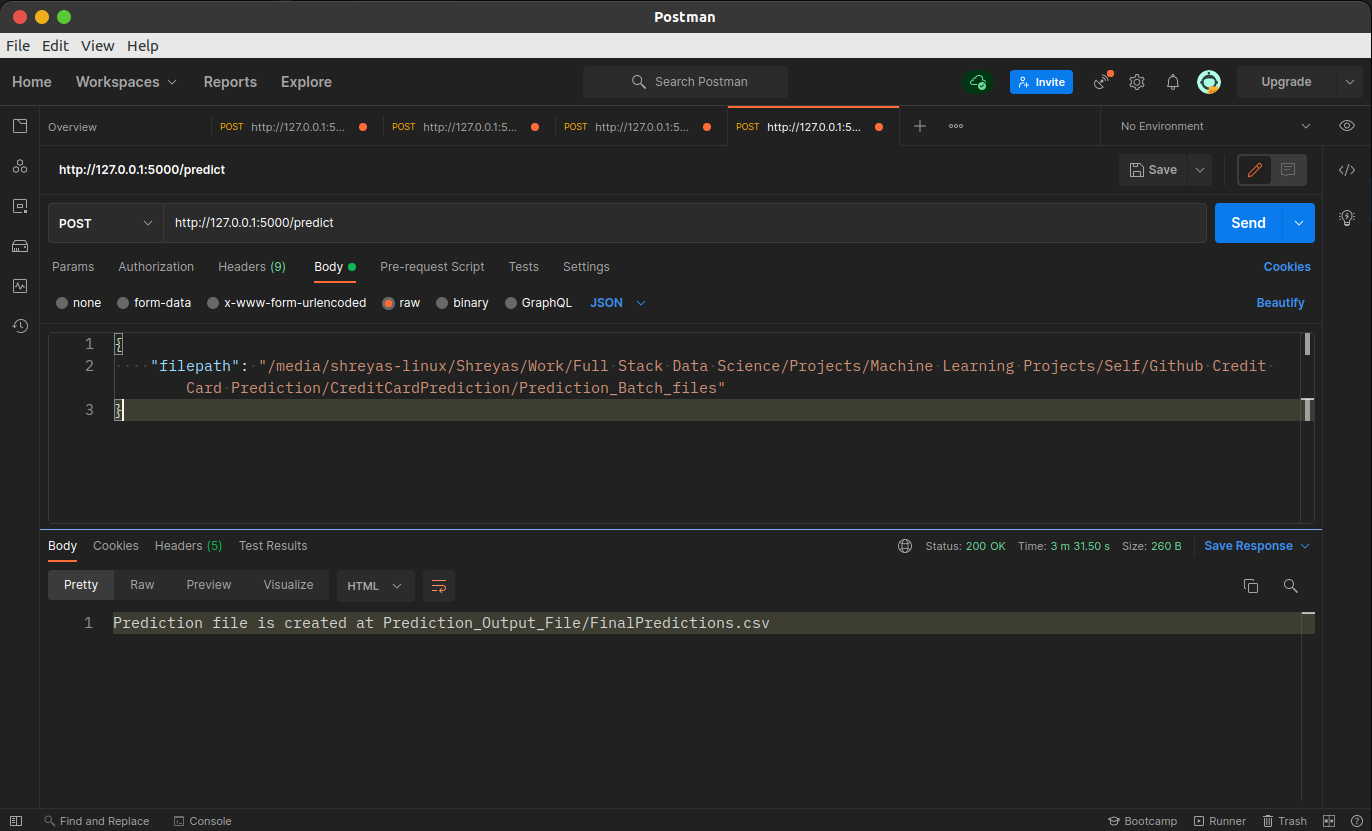 Postman
File Edit View Help
Home Workspaces Reports Explore Search Postman Invite Upgrade
Overview POST http://127.0.0.1:5... POST http://127.0.0.1:5... POST http://127.0.0.1:5... POST http://127.0.0.1:5... No Environment
http://127.0.0.1:5000/predict Save
POST http://127.0.0.1:5000/predict Send
Params Authorization Headers (9) Body Pre-request Script Tests Settings Cookies
none form-data x-www-form-urlencoded raw binary GraphQL JSON Beautify
1 {
2 "filepath": "/media/shreyas-linux/Shreyas/Work/Full Stack Data Science/Projects/Machine Learning Projects/Self/Github Credit
Card Prediction/CreditCardPrediction/Prediction_Batch_files"
3 }
Body Cookies Headers (5) Test Results Status: 200 OK Time: 3 m 31.50 s Size: 260 B Save Response
Pretty Raw Preview Visualize HTML
1 Prediction file is created at Prediction_Output_File/FinalPredictions.csv
Find and Replace Console Bootcamp Runner Trash